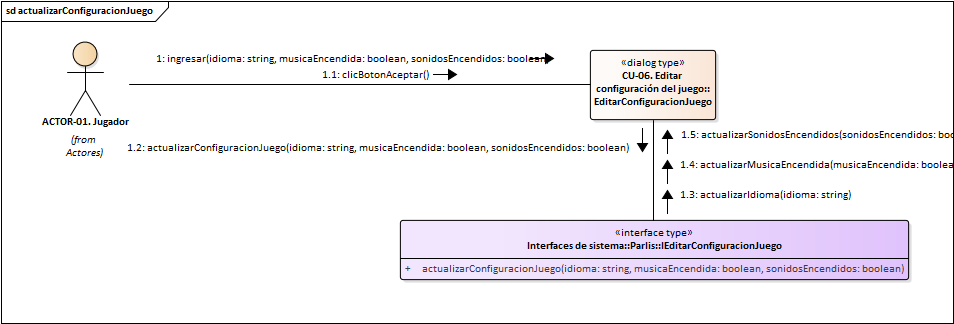 sd actualizarConfiguracionJuego
1: ingresar(idioma: string, musicaEncendida: boolean, sonidosEncendidos: boolean)
1.1: clicBotonAceptar()
«dialog type»
CU-06. Editar
configuración del juego::
EditarConfiguracionJuego
ACTOR-01. Jugador
(from
Actores)
1.2: actualizarConfiguracionJuego(idioma: string, musicaEncendida: boolean, sonidosEncendidos: boolean)
1.5: actualizarSonidosEncendidos(sonidosEncendidos: boo
1.4: actualizarMusicaEncendida(musicaEncendida: boolea
1.3: actualizarIdioma(idioma: string)
«interface type»
Interfaces de sistema::Parlis::IEditarConfiguracionJuego
+ actualizarConfiguracionJuego(idioma: string, musicaEncendida: boolean, sonidosEncendidos: boolean)